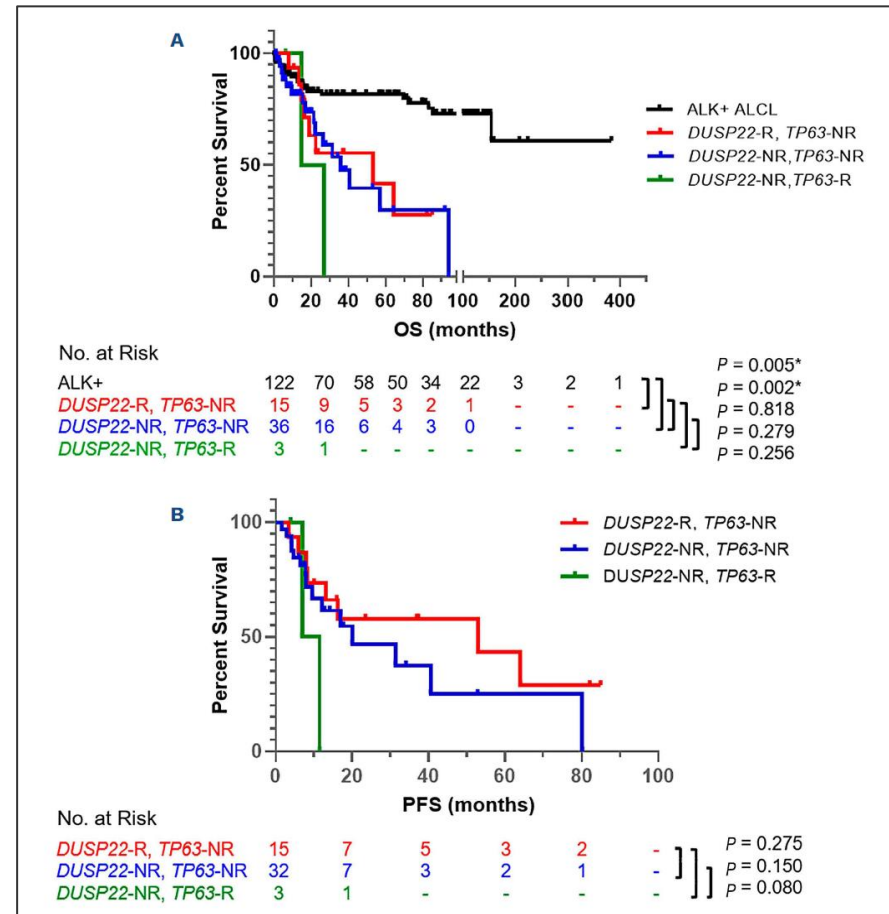 A
100
50
0
Percent Survival
0 20 40 60 80 100 200 300 400
OS (months)
ALK+ ALCL
DUSP22-R, TP63-NR
DUSP22-NR,TP63-NR
DUSP22-NR,TP63-R
No. at Risk
ALK+ 122 70 58 50 34 22 3 2 1
DUSP22-R, TP63-NR 15 9 5 3 2 1 - - -
DUSP22-NR, TP63-NR 36 16 6 4 3 0 - - -
DUSP22-NR, TP63-R 3 1 - - - - - - -
P = 0.005*
P = 0.002*
P = 0.818
P = 0.279
P = 0.256
B
100
50
0
Percent Survival
0 20 40 60 80 100
PFS (months)
DUSP22-R, TP63-NR
DUSP22-NR, TP63-NR
DUSP22-NR, TP63-R
No. at Risk
DUSP22-R, TP63-NR 15 7 5 3 2 -
DUSP22-NR, TP63-NR 32 7 3 2 1 -
DUSP22-NR, TP63-R 3 1 - - - -
P = 0.275
P = 0.150
P = 0.080